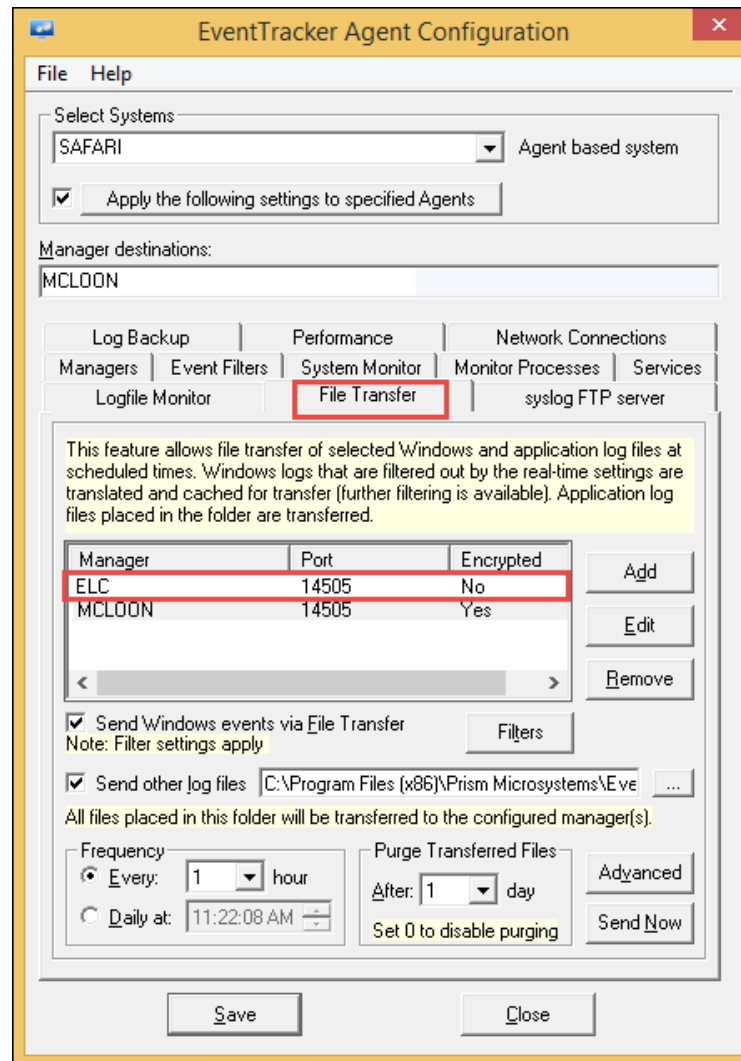 EventTracker Agent Configuration
File Help
Select Systems
SAFARI Agent based system
Apply the following settings to specified Agents
Manager destinations:
MCLOON
Log Backup Performance Network Connections
Managers Event Filters System Monitor Monitor Processes Services
Logfile Monitor File Transfer syslog FTP server
This feature allows file transfer of selected Windows and application log files at
scheduled times. Windows logs that are filtered out by the real-time settings are
translated and cached for transfer (further filtering is available). Application log
files placed in the folder are transferred.
Manager Port Encrypted
ELC 14505 No
MCLOON 14505 Yes
Add
Edit
Remove
Send Windows events via File Transfer
Note: Filter settings apply
Filters
Send other log files C:\Program Files (x86)\Prism Microsystems\Eve ...
All files placed in this folder will be transferred to the configured manager(s).
Frequency
Every: 1 hour
Daily at: 11:22:08 AM
Purge Transferred Files
After: 1 day
Set 0 to disable purging
Advanced
Send Now
Save Close